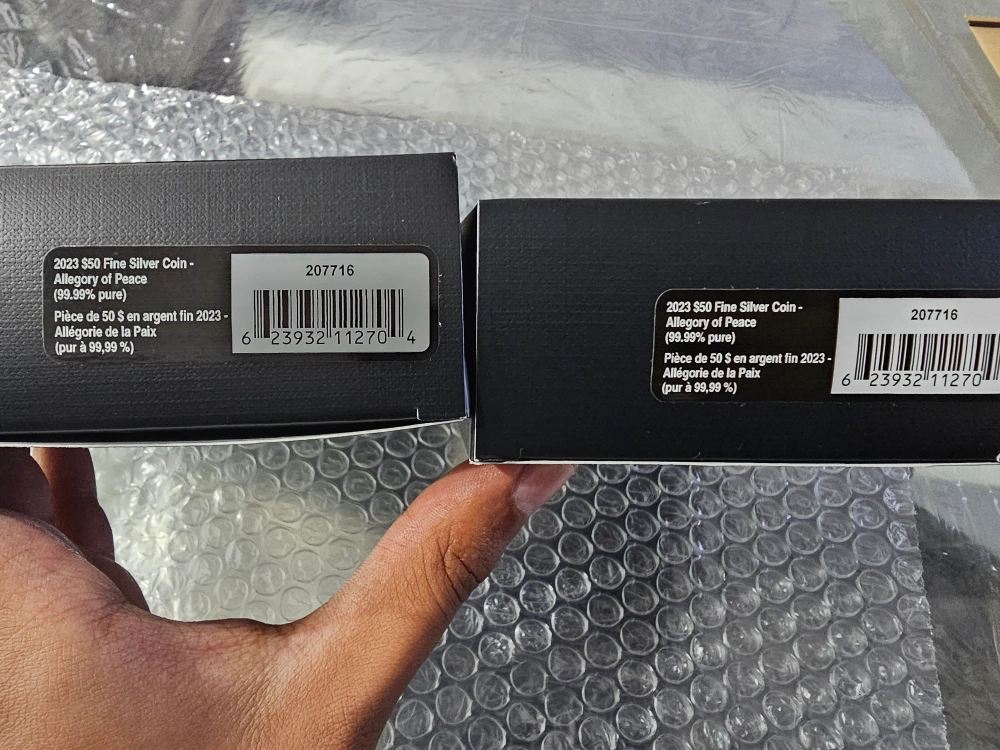 2023 $50 Fine Silver Coin -
Allegory of Peace
(99.99% pure)
Pièce de 50 $ en argent fin 2023 -
Allégorie de la Paix
(pur à 99,99 %)
207716
6 23932 11270 4
2023 $50 Fine Silver Coin -
Allegory of Peace
(99.99% pure)
Pièce de 50 $ en argent fin 2023 -
Allégorie de la Paix
(pur à 99,99 %)
207716
6 23932 11270